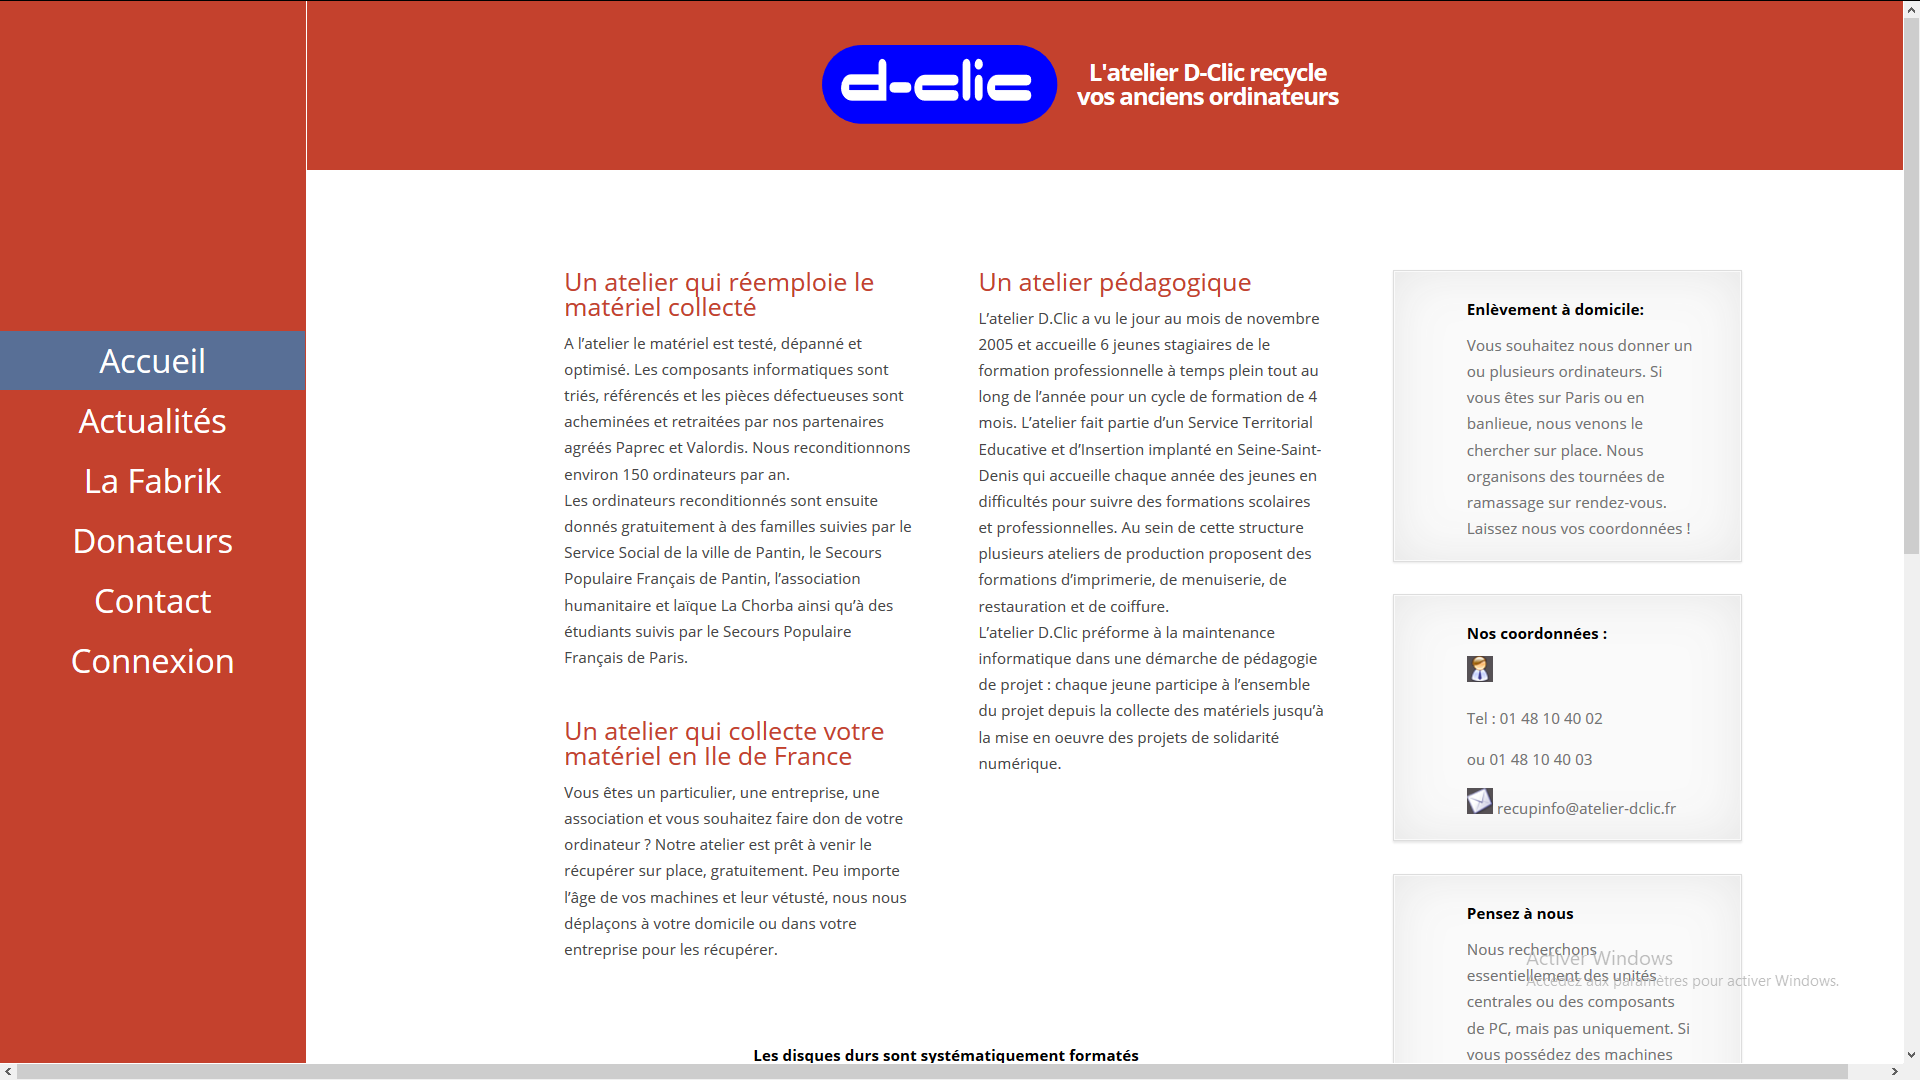 d-clic
L'atelier D-Clic recycle
vos anciens ordinateurs
Accueil
Actualités
La Fabrik
Donateurs
Contact
Connexion
Un atelier qui réemploie le
matériel collecté
A l’atelier le matériel est testé, dépanné et
optimisé. Les composants informatiques sont
triés, référencés et les pièces défectueuses sont
acheminées et retraitées par nos partenaires
agréés Paprec et Valordis. Nous reconditionnons
environ 150 ordinateurs par an.
Les ordinateurs reconditionnés sont ensuite
donnés gratuitement à des familles suivies par le
Service Social de la ville de Pantin, le Secours
Populaire Français de Pantin, l’association
humanitaire et laïque La Chorba ainsi qu’à des
étudiants suivis par le Secours Populaire
Français de Paris.
Un atelier qui collecte votre
matériel en Ile de France
Vous êtes un particulier, une entreprise, une
association et vous souhaitez faire don de votre
ordinateur ? Notre atelier est prêt à venir le
récupérer sur place, gratuitement. Peu importe
l’âge de vos machines et leur vétusté, nous nous
déplaçons à votre domicile ou dans votre
entreprise pour les récupérer.
Un atelier pédagogique
L’atelier D.Clic a vu le jour au mois de novembre
2005 et accueille 6 jeunes stagiaires de le
formation professionnelle à temps plein tout au
long de l’année pour un cycle de formation de 4
mois. L’atelier fait partie d’un Service Territorial
Educative et d’Insertion implanté en Seine-Saint-
Denis qui accueille chaque année des jeunes en
difficultés pour suivre des formations scolaires
et professionnelles. Au sein de cette structure
plusieurs ateliers de production proposent des
formations d’imprimerie, de menuiserie, de
restauration et de coiffure.
L’atelier D.Clic préforme à la maintenance
informatique dans une démarche de pédagogie
de projet : chaque jeune participe à l’ensemble
du projet depuis la collecte des matériels jusqu’à
la mise en oeuvre des projets de solidarité
numérique.
Les disques durs sont systématiquement formatés
Enlèvement à domicile:
Vous souhaitez nous donner un
ou plusieurs ordinateurs. Si
vous êtes sur Paris ou en
banlieue, nous venons le
chercher sur place. Nous
organisons des tournées de
ramassage sur rendez-vous.
Laissez nous vos coordonnées !
Nos coordonnées :
Tel : 01 48 10 40 02
ou 01 48 10 40 03
recupinfo@atelier-dclic.fr
Pensez à nous
Nous recherchons
essentiellement des unités
centrales ou des composants
de PC, mais pas uniquement. Si
vous possédez des machines
Activer Windows
Accédez aux paramètres pour activer Windows.